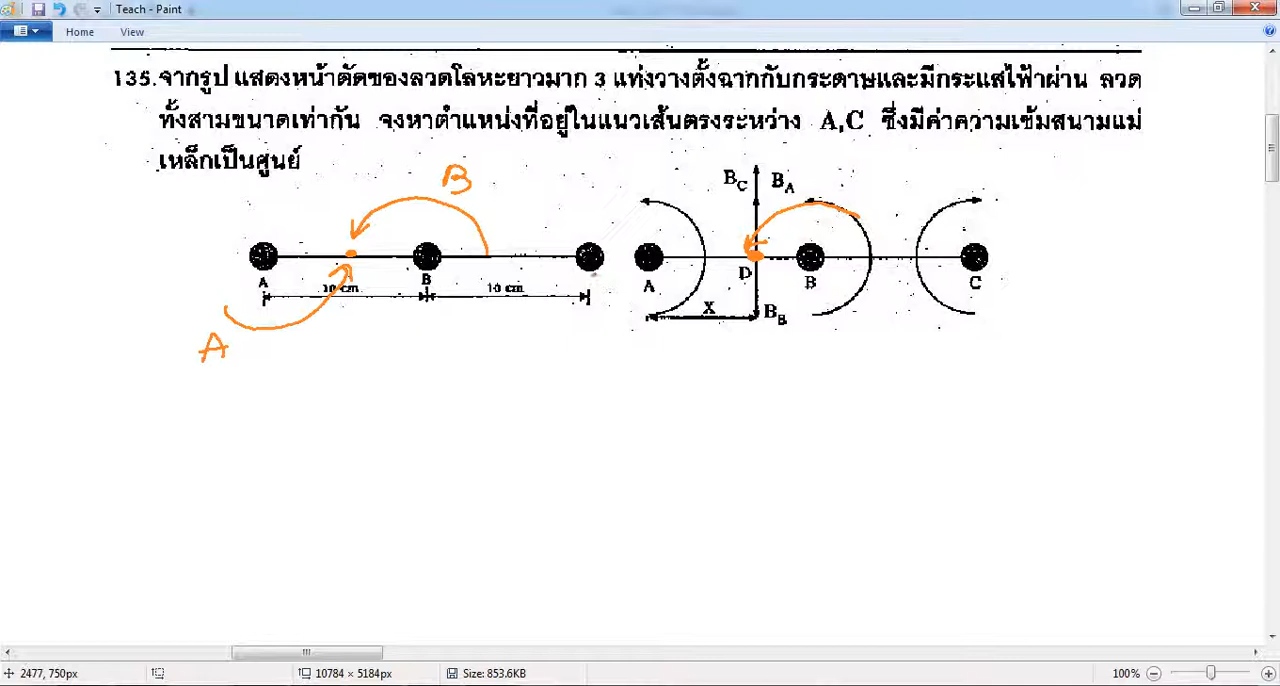 Teach - Paint
Home View
135. จากรูป แสดงหน้าตัดของลวดโลหะยาวมาก 3 แท่งวางตั้งฉากกับกระดาษและมีกระแสไฟฟ้าผ่าน ลวด
ทั้งสามขนาดเท่ากัน จงหาตำแหน่งที่อยู่ในแนวเส้นตรงระหว่าง A,C ซึ่งมีค่าความเข้มสนามแม่
เหล็กเป็นศูนย์
B
BC BA
A B
10 cm 10 cm
A
A D B C
X BB
2477, 750px 10784 × 5184px Size: 853.6KB 100%